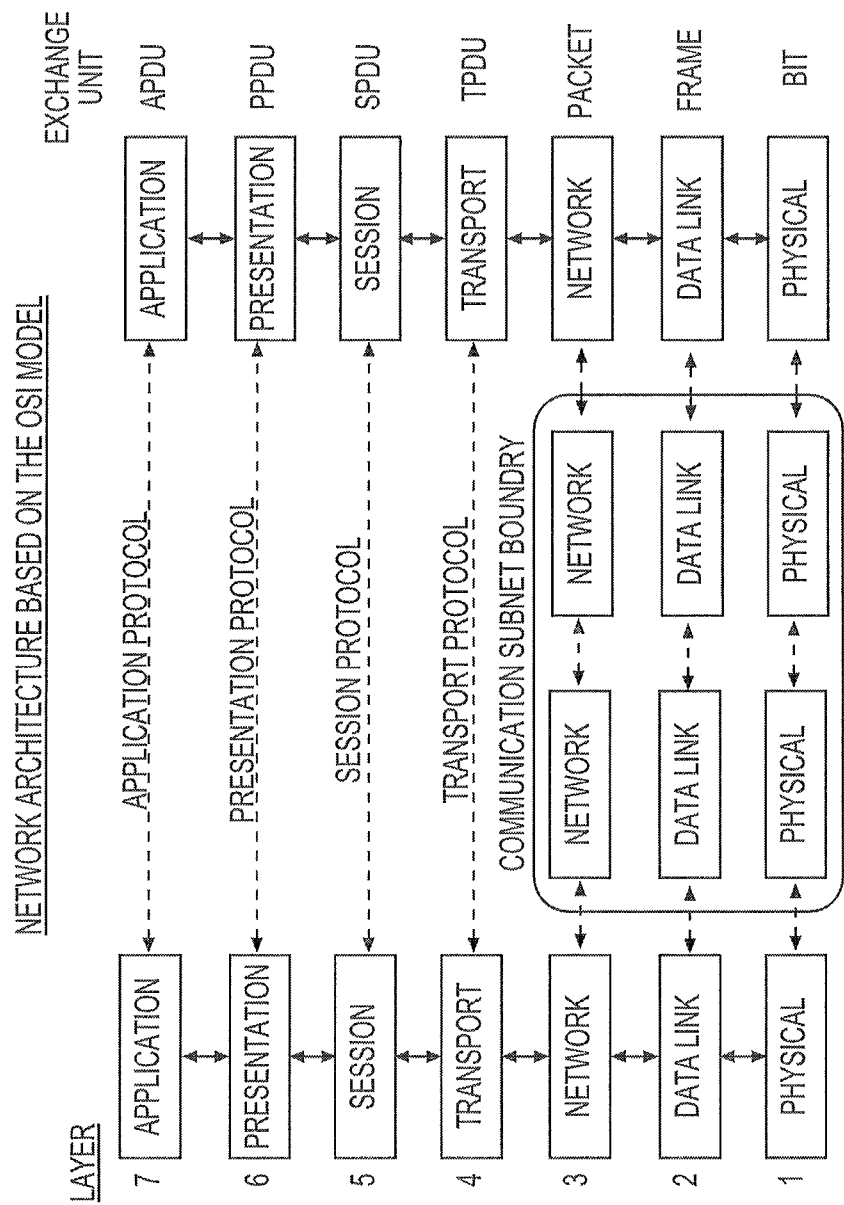 NETWORK ARCHITECTURE BASED ON THE OSI MODEL
LAYER
EXCHANGE
UNIT
7
APPLICATION
APPLICATION PROTOCOL
APPLICATION
APDU
6
PRESENTATION
PRESENTATION PROTOCOL
PRESENTATION
PPDU
5
SESSION
SESSION PROTOCOL
SESSION
SPDU
4
TRANSPORT
TRANSPORT PROTOCOL
TRANSPORT
TPDU
COMMUNICATION SUBNET BOUNDRY
3
NETWORK
NETWORK
NETWORK
NETWORK
PACKET
2
DATA LINK
DATA LINK
DATA LINK
DATA LINK
FRAME
1
PHYSICAL
PHYSICAL
PHYSICAL
PHYSICAL
BIT